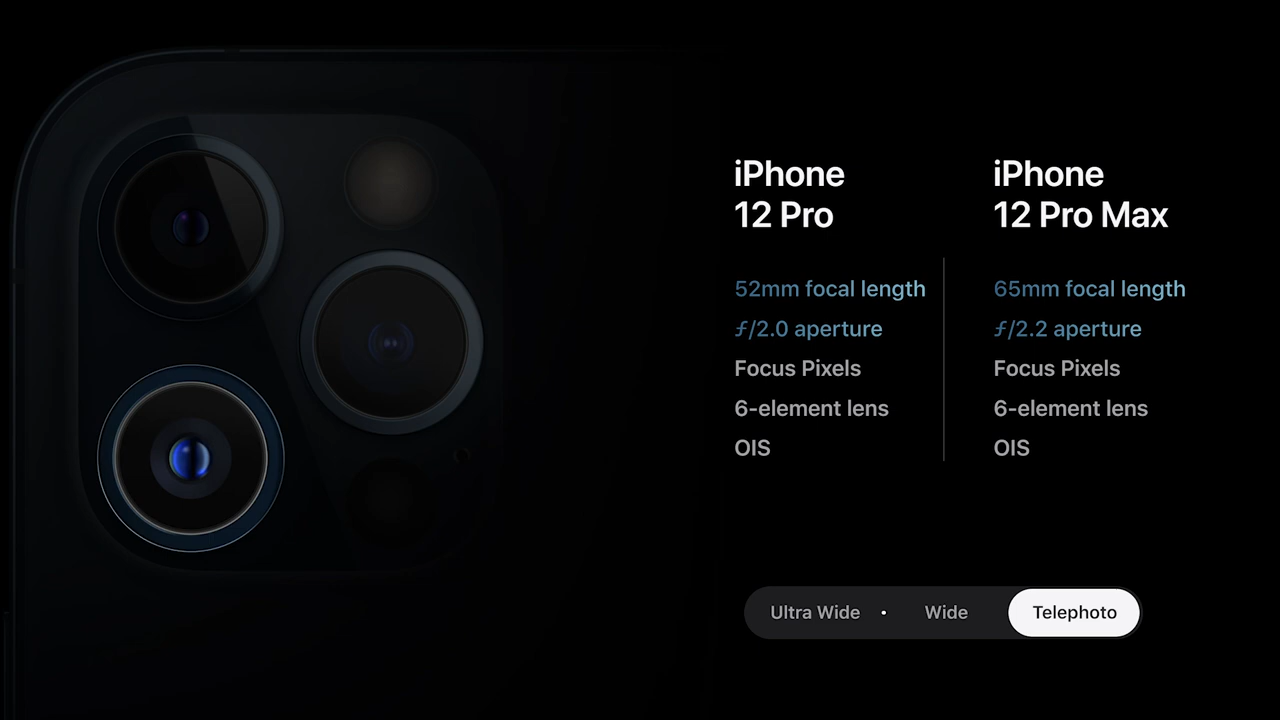 iPhone
12 Pro
52mm focal length
ƒ/2.0 aperture
Focus Pixels
6-element lens
OIS
iPhone
12 Pro Max
65mm focal length
ƒ/2.2 aperture
Focus Pixels
6-element lens
OIS
Ultra Wide • Wide Telephoto